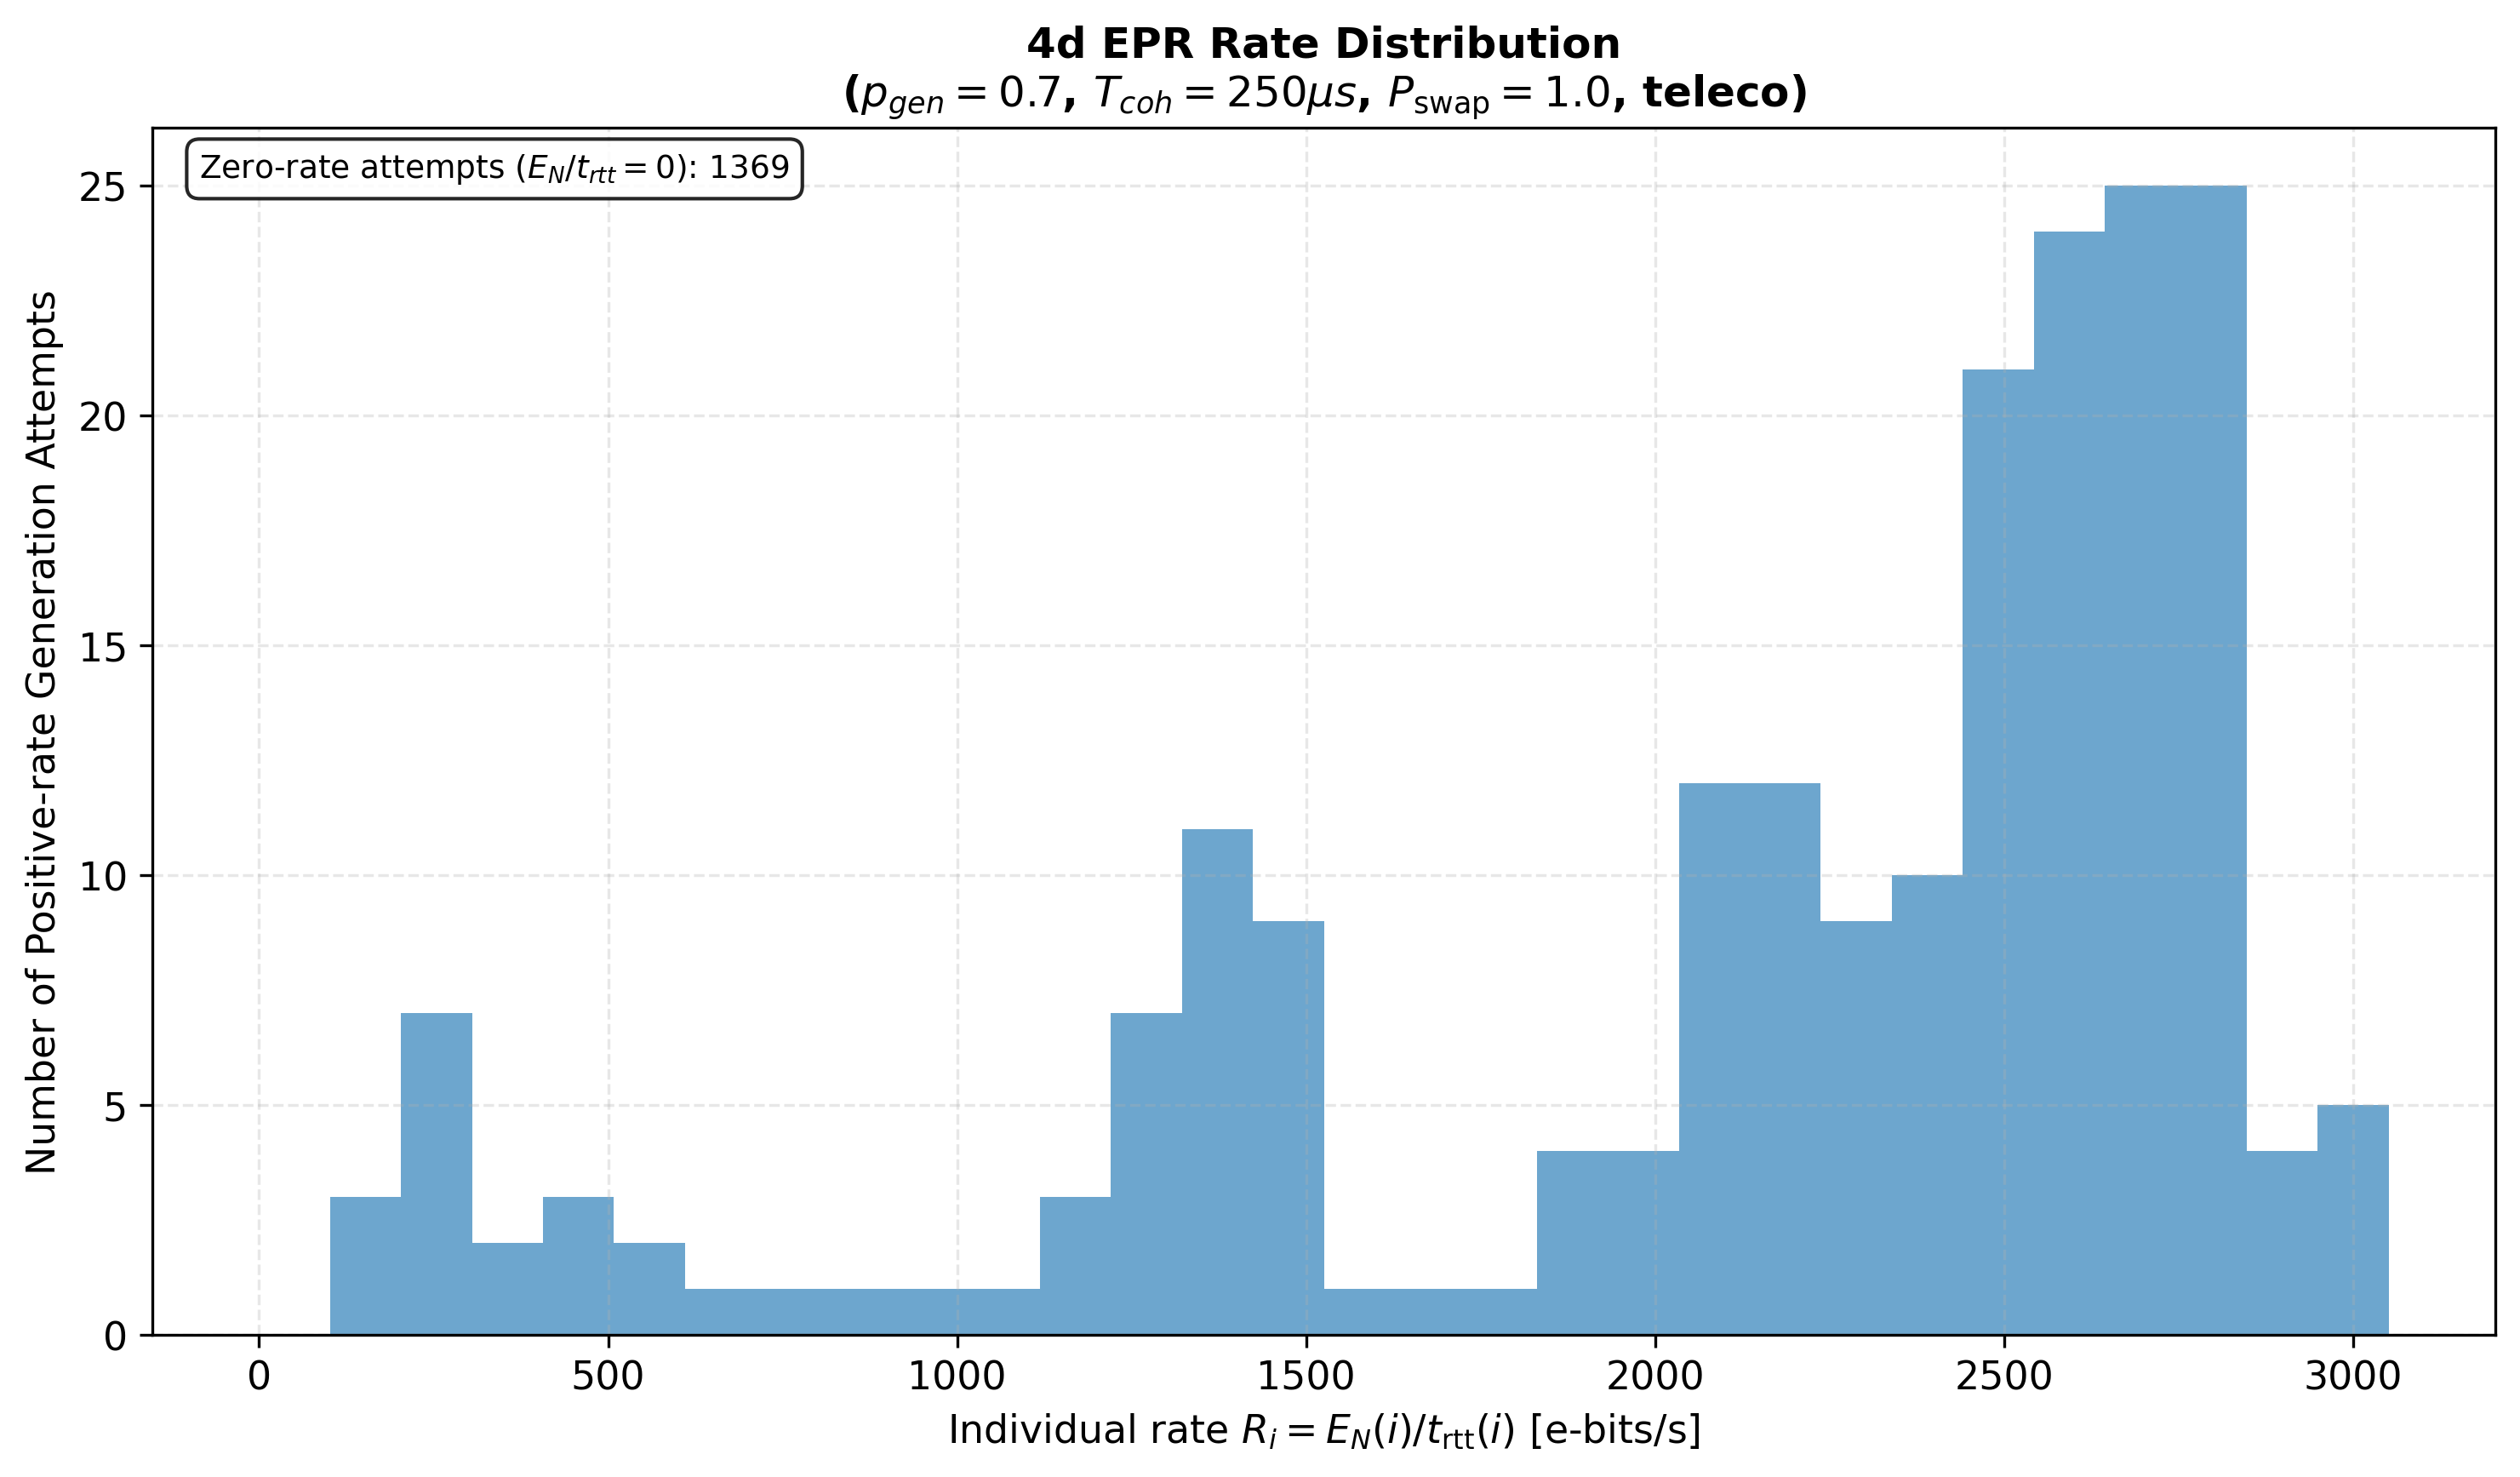 4d EPR Rate Distribution
(p_gen = 0.7, T_coh = 250μs, P_swap = 1.0, teleco)
Zero-rate attempts (E_N/t_rtt = 0): 1369
Number of Positive-rate Generation Attempts
25
20
15
10
5
0
0 500 1000 1500 2000 2500 3000
Individual rate R_i = E_N(i)/t_rtt(i) [e-bits/s]